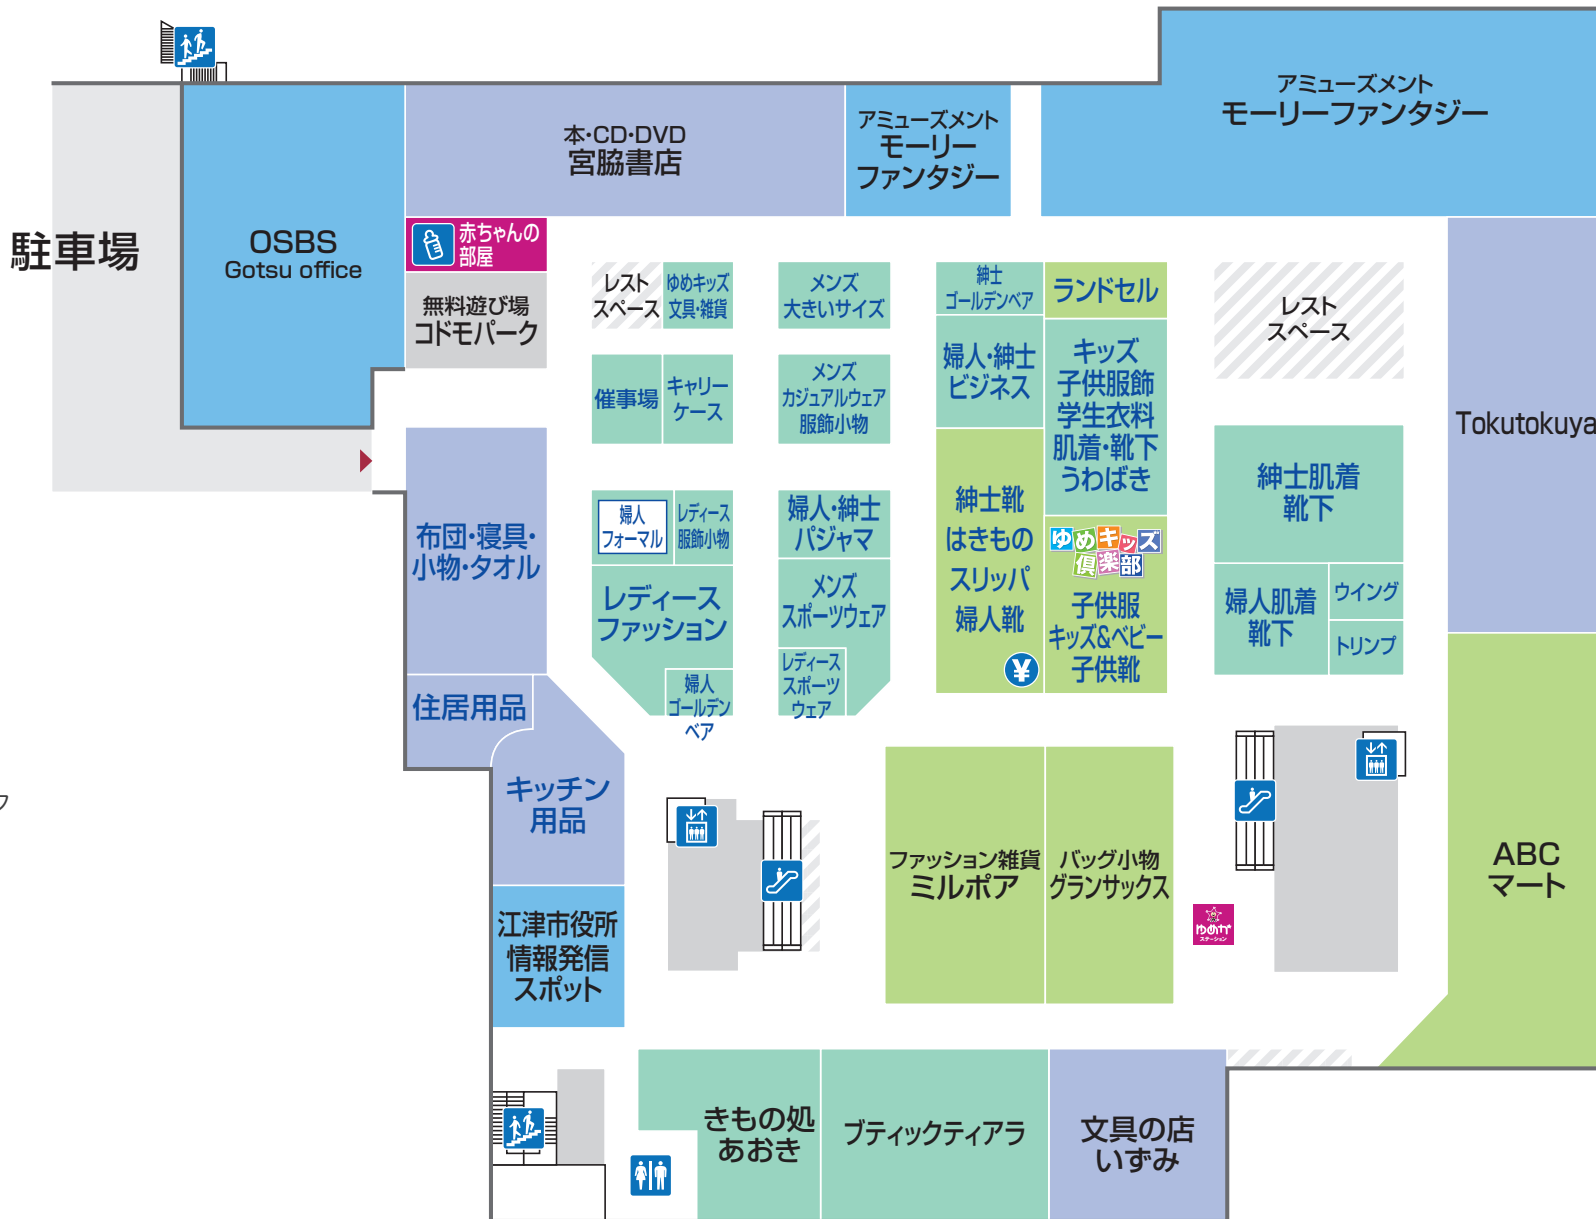 アミューズメント
モーリーファンタジー
本・CD・DVD
宮脇書店
アミューズメント
モーリー
ファンタジー
駐車場
OSBS
Gotsu office
赤ちゃんの
部屋
無料遊び場
コドモパーク
レスト
スペース
ゆめキッズ
文具・雑貨
メンズ
大きいサイズ
紳士
ゴールデンベア
ランドセル
レスト
スペース
催事場
キャリー
ケース
メンズ
カジュアルウェア
服飾小物
婦人・紳士
ビジネス
キッズ
子供服飾
学生衣料
肌着・靴下
うわばき
Tokutokuya
布団・寝具・
小物・タオル
婦人
フォーマル
レディース
服飾小物
婦人・紳士
パジャマ
紳士靴
はきもの
スリッパ
婦人靴
¥
ゆめキッズ
倶楽部
子供服
キッズ&ベビー
子供靴
紳士肌着
靴下
レディース
ファッション
メンズ
スポーツウェア
婦人肌着
靴下
ウイング
トリンプ
レディース
スポーツ
ウェア
婦人
ゴールデン
ベア
住居用品
キッチン
用品
ク
ファッション雑貨
ミルポア
バッグ小物
グランサックス
ABC
マート
ゆめか
ステーション
江津市役所
情報発信
スポット
きもの処
あおき
ブティックティアラ
文具の店
いずみ